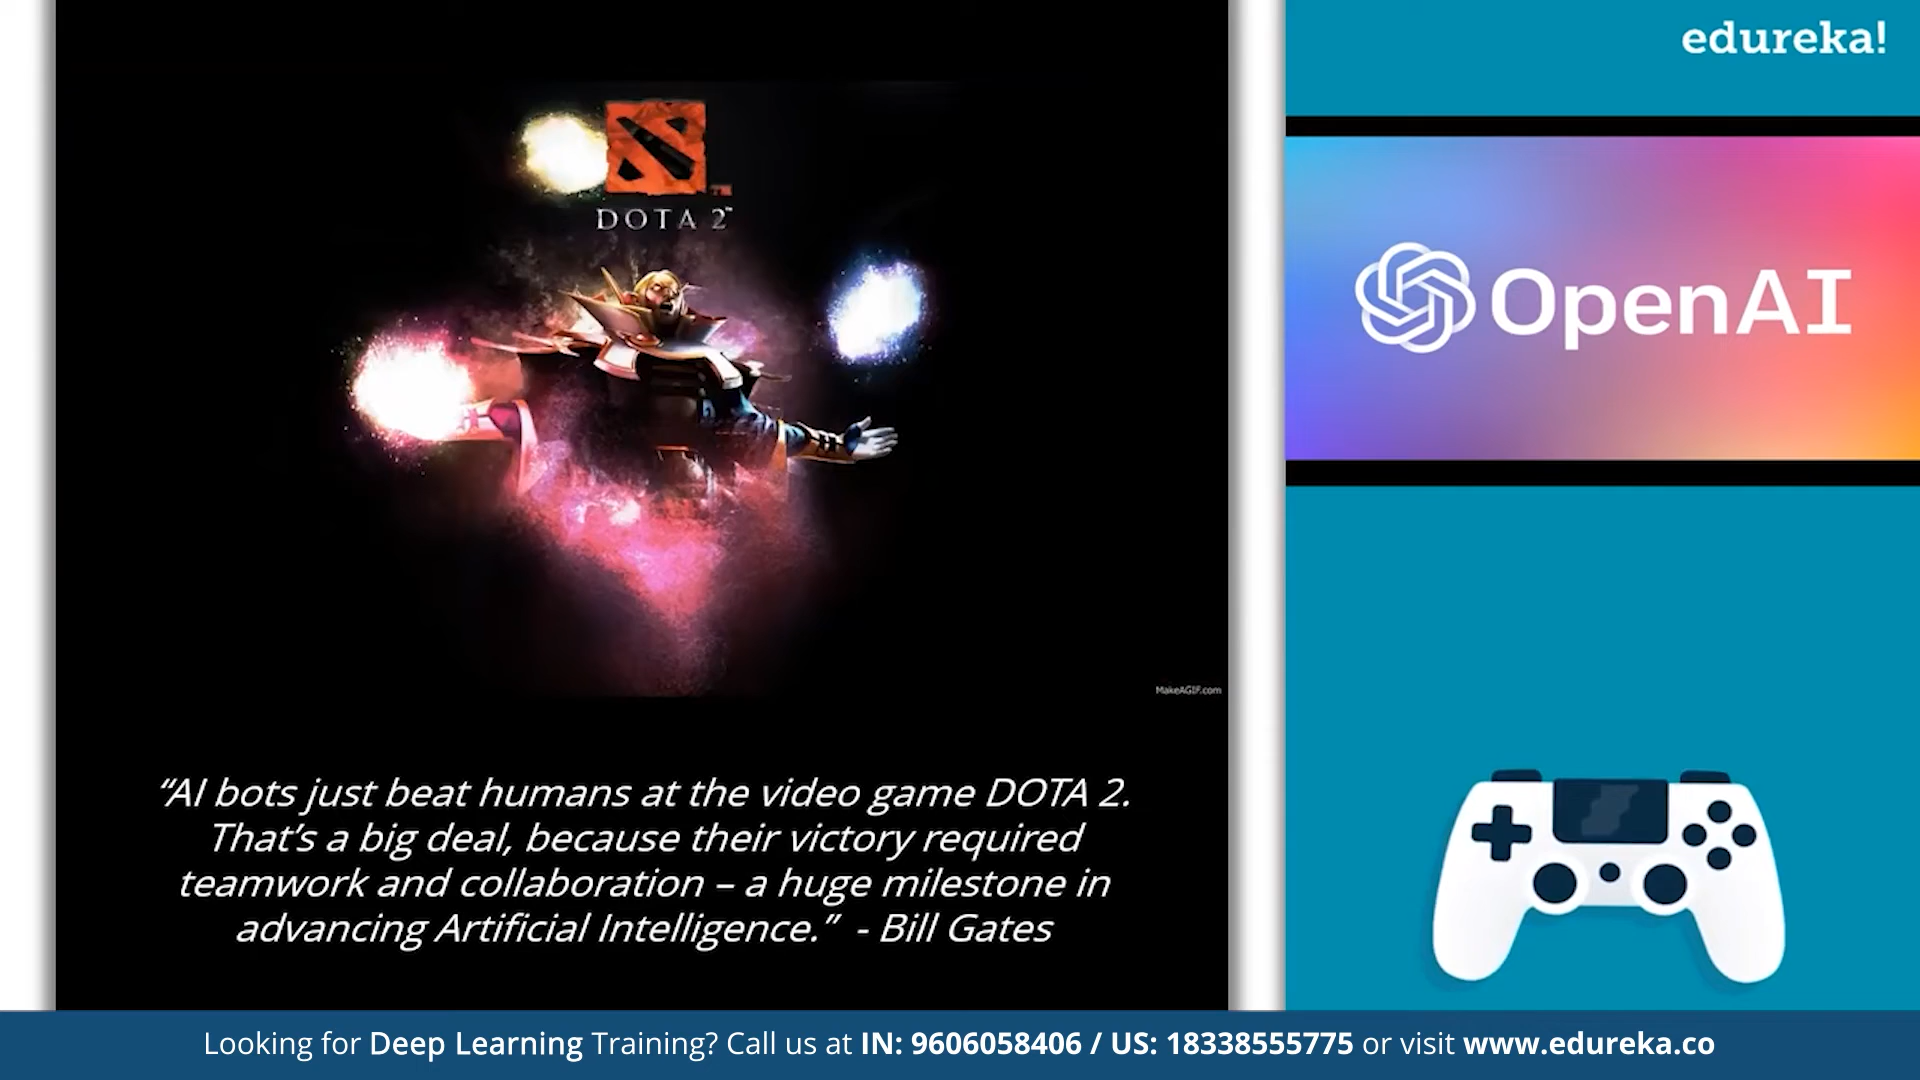 edureka!
DOTA 2™
OpenAI
MakeAGIF.com
“AI bots just beat humans at the video game DOTA 2.
That’s a big deal, because their victory required
teamwork and collaboration – a huge milestone in
advancing Artificial Intelligence.” - Bill Gates
Looking for Deep Learning Training? Call us at IN: 9606058406 / US: 18338555775 or visit www.edureka.co